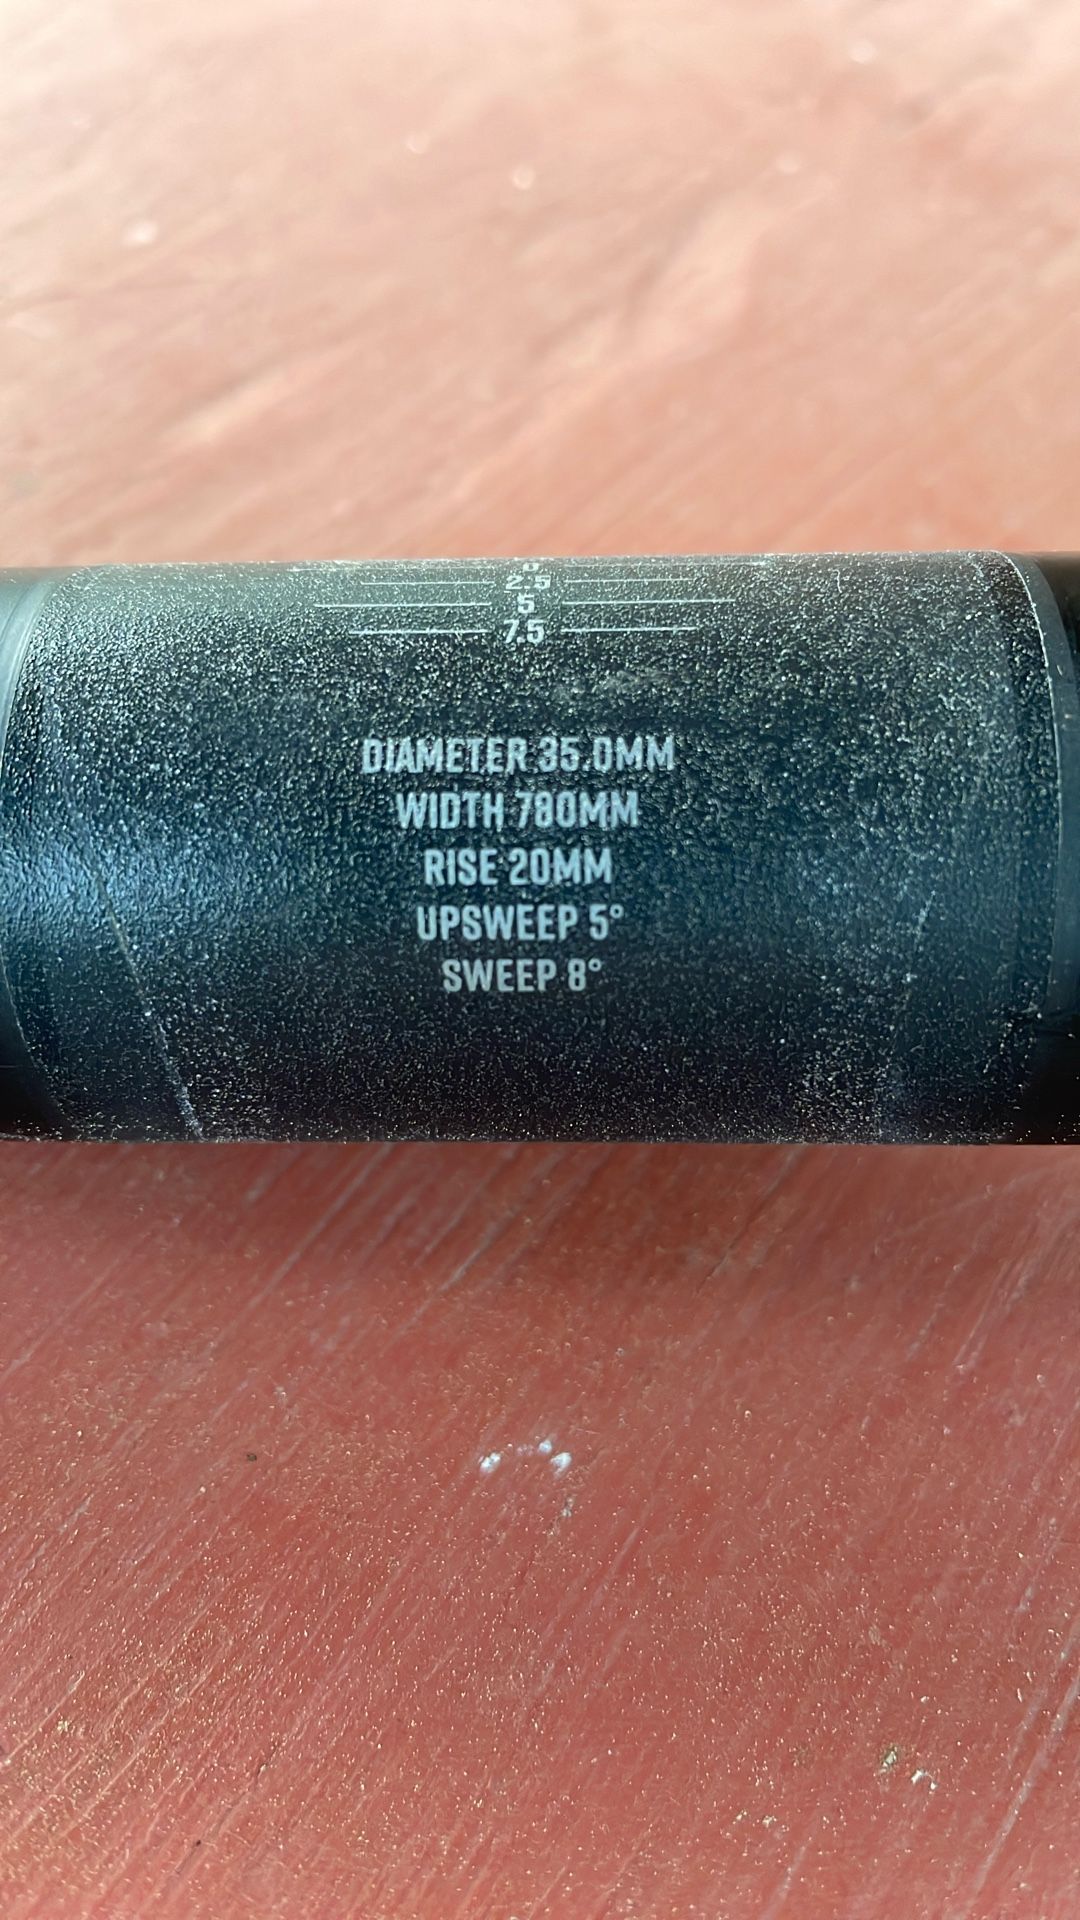 2.5
5
7.5
DIAMETER 35.0MM
WIDTH 780MM
RISE 20MM
UPSWEEP 5°
SWEEP 8°